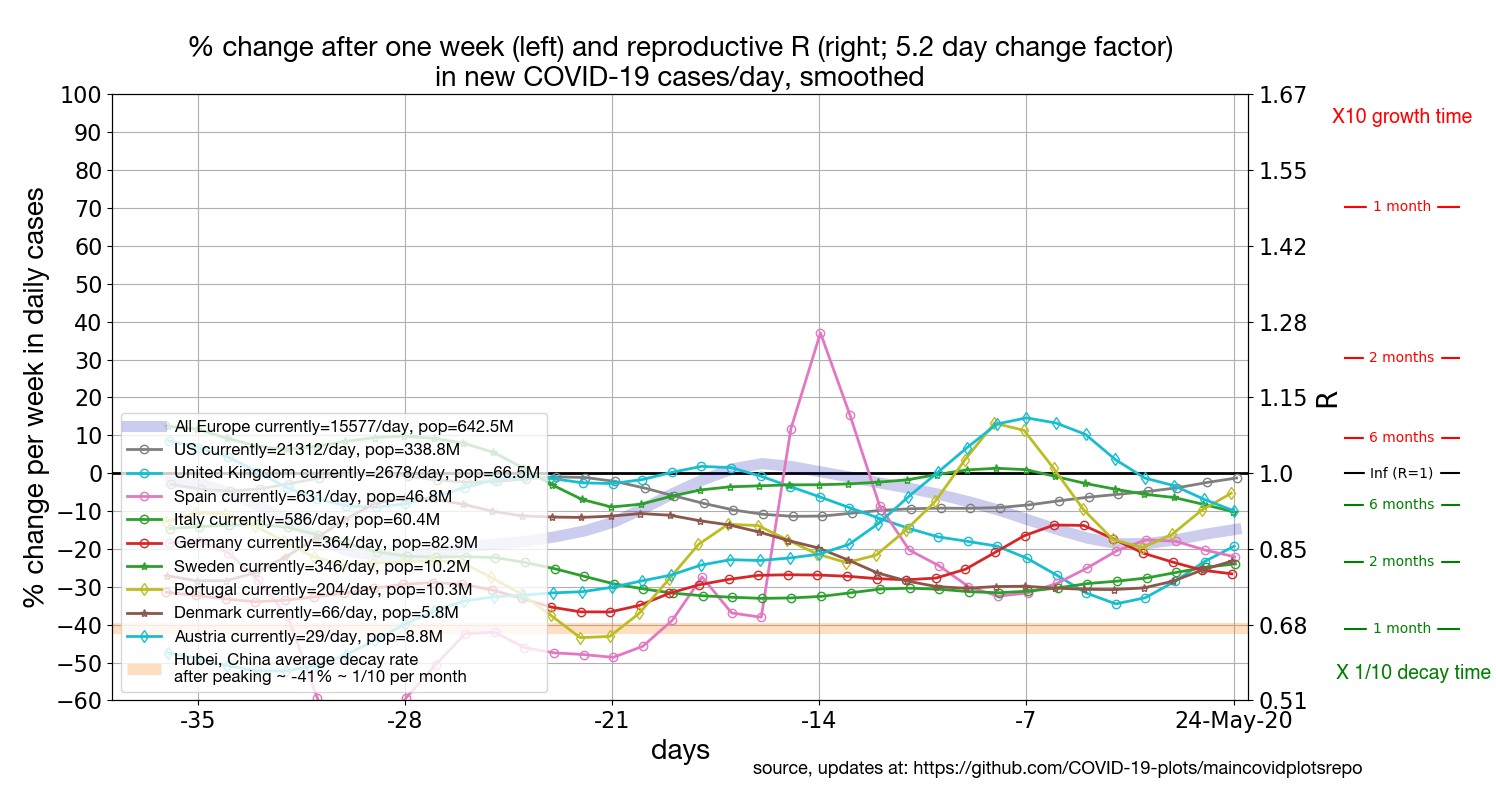 % change after one week (left) and reproductive R (right; 5.2 day change factor)
in new COVID-19 cases/day, smoothed
% change per week in daily cases
100
90
80
70
60
50
40
30
20
10
0
−10
−20
−30
−40
−50
−60
All Europe currently=15577/day, pop=642.5M
US currently=21312/day, pop=338.8M
United Kingdom currently=2678/day, pop=66.5M
Spain currently=631/day, pop=46.8M
Italy currently=586/day, pop=60.4M
Germany currently=364/day, pop=82.9M
Sweden currently=346/day, pop=10.2M
Portugal currently=204/day, pop=10.3M
Denmark currently=66/day, pop=5.8M
Austria currently=29/day, pop=8.8M
Hubei, China average decay rate
after peaking ~ -41% ~ 1/10 per month
-35
-28
-21
-14
-7
24-May-20
days
1.67
1.55
1.42
1.28
1.15
1.0
0.85
0.68
0.51
R
X10 growth time
1 month
2 months
6 months
Inf (R=1)
6 months
2 months
1 month
X 1/10 decay time
source, updates at: https://github.com/COVID-19-plots/maincovidplotsrepo